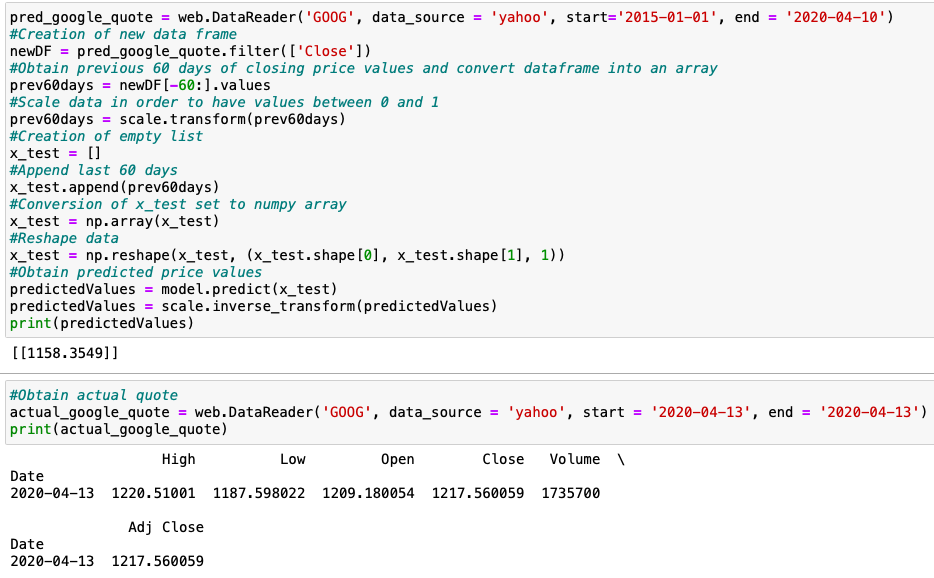 pred_google_quote = web.DataReader('GOOG', data_source = 'yahoo', start='2015-01-01', end = '2020-04-10')
#Creation of new data frame
newDF = pred_google_quote.filter(['Close'])
#Obtain previous 60 days of closing price values and convert dataframe into an array
prev60days = newDF[-60:].values
#Scale data in order to have values between 0 and 1
prev60days = scale.transform(prev60days)
#Creation of empty list
x_test = []
#Append last 60 days
x_test.append(prev60days)
#Conversion of x_test set to numpy array
x_test = np.array(x_test)
#Reshape data
x_test = np.reshape(x_test, (x_test.shape[0], x_test.shape[1], 1))
#Obtain predicted price values
predictedValues = model.predict(x_test)
predictedValues = scale.inverse_transform(predictedValues)
print(predictedValues)
[[1158.3549]]
#Obtain actual quote
actual_google_quote = web.DataReader('GOOG', data_source = 'yahoo', start = '2020-04-13', end = '2020-04-13')
print(actual_google_quote)
High Low Open Close Volume \
Date
2020-04-13 1220.51001 1187.598022 1209.180054 1217.560059 1735700
Adj Close
Date
2020-04-13 1217.560059